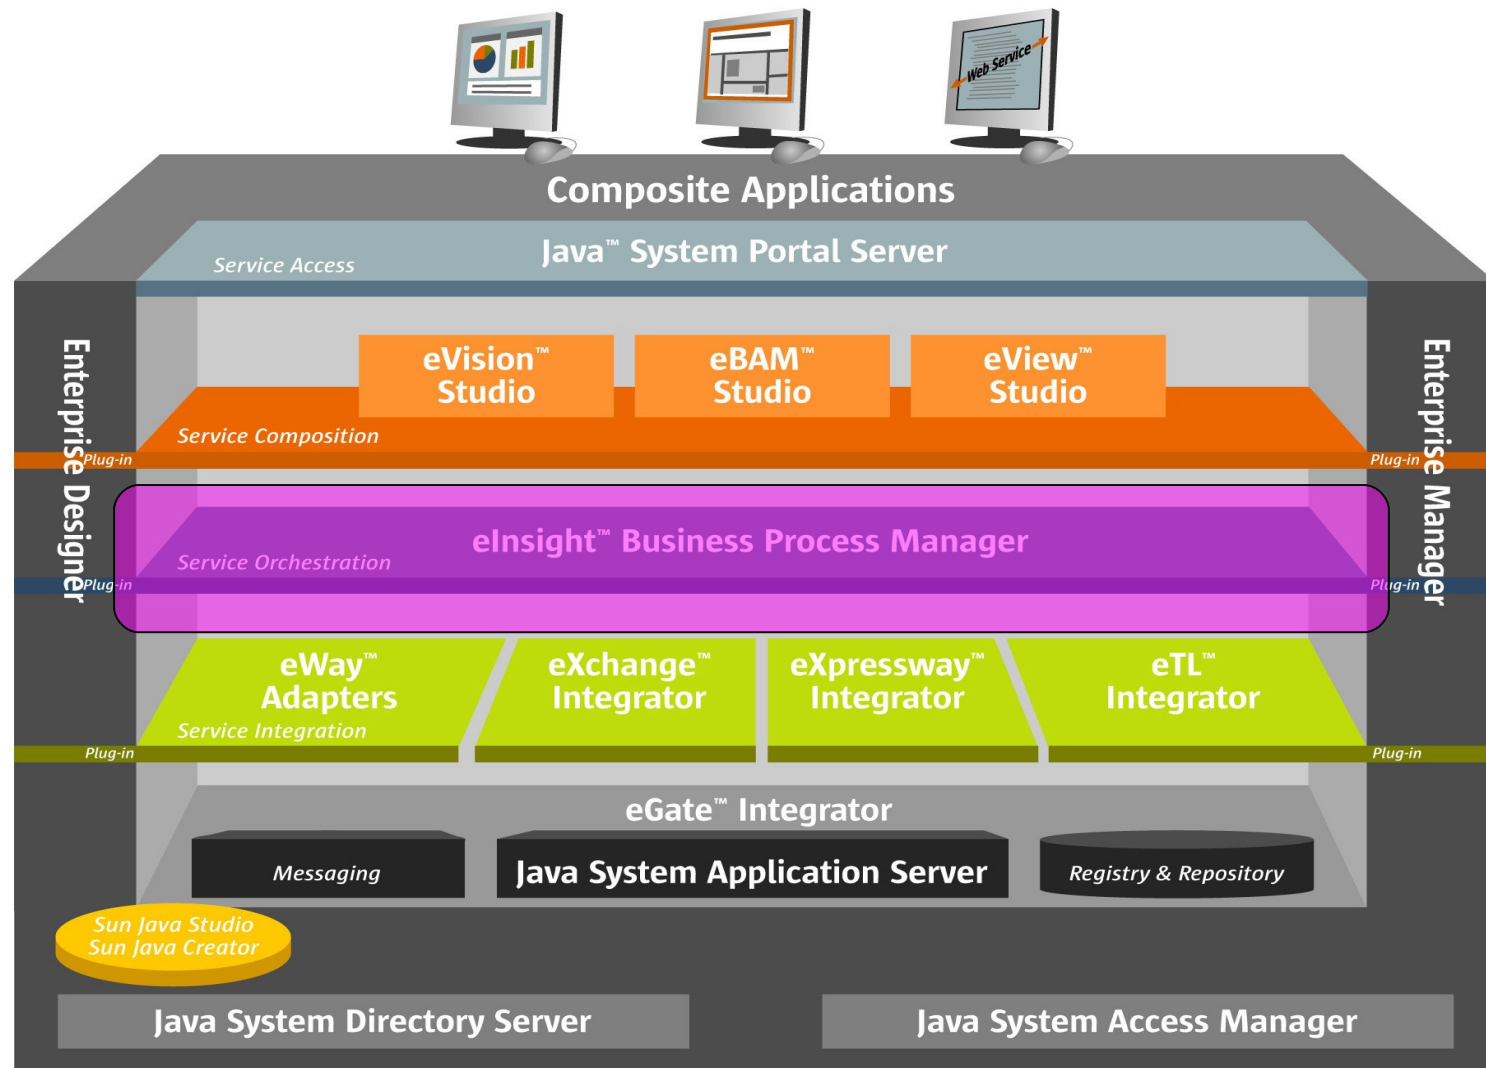 Web Service
Composite Applications
Java™ System Portal Server
Service Access
eVision™
Studio
eBAM™
Studio
eView™
Studio
Service Composition
Plug-in
Plug-in
Enterprise Designer
Enterprise Manager
eInsight™ Business Process Manager
Service Orchestration
Plug-in
Plug-in
eWay™
Adapters
eXchange™
Integrator
eXpressway™
Integrator
eTL™
Integrator
Service Integration
Plug-in
Plug-in
eGate™ Integrator
Messaging
Java System Application Server
Registry & Repository
Sun Java Studio
Sun Java Creator
Java System Directory Server
Java System Access Manager